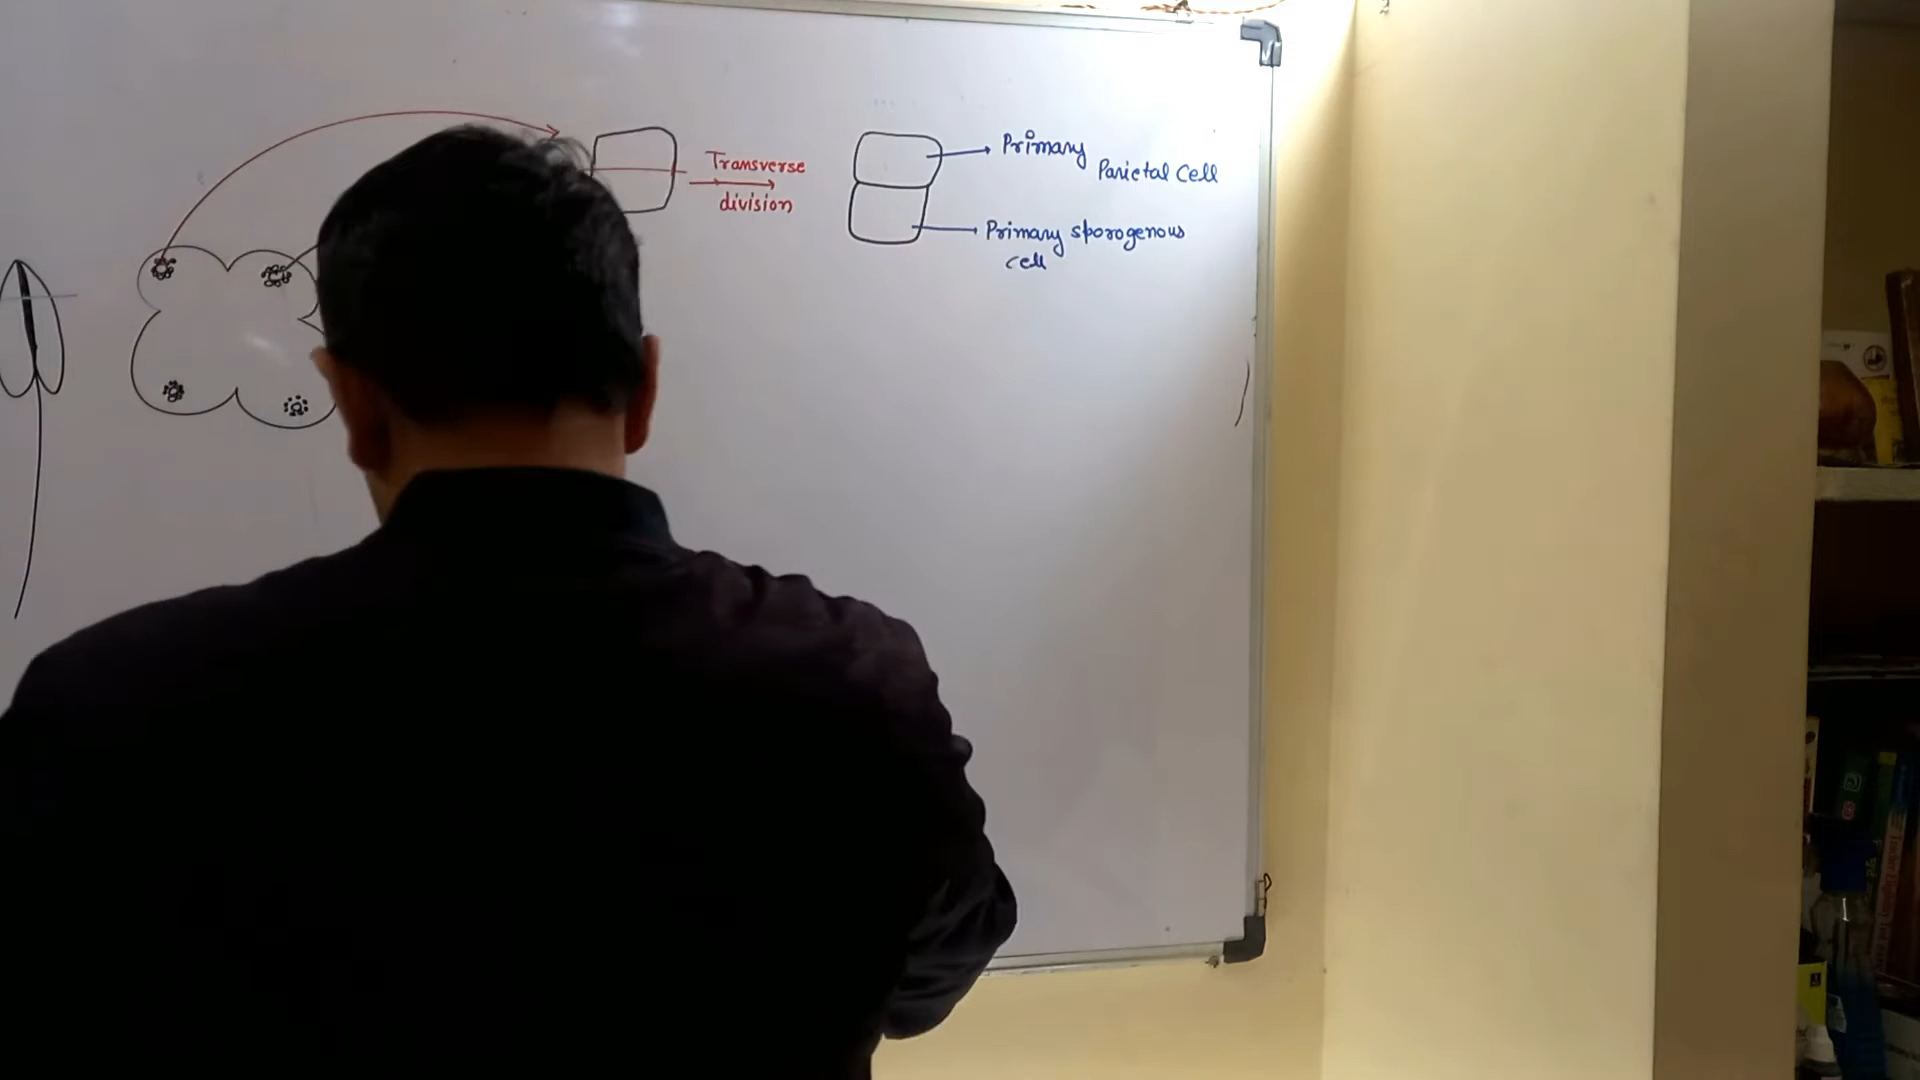 Transverse
division
Primary
Parietal Cell
Primary sporogenous
cell